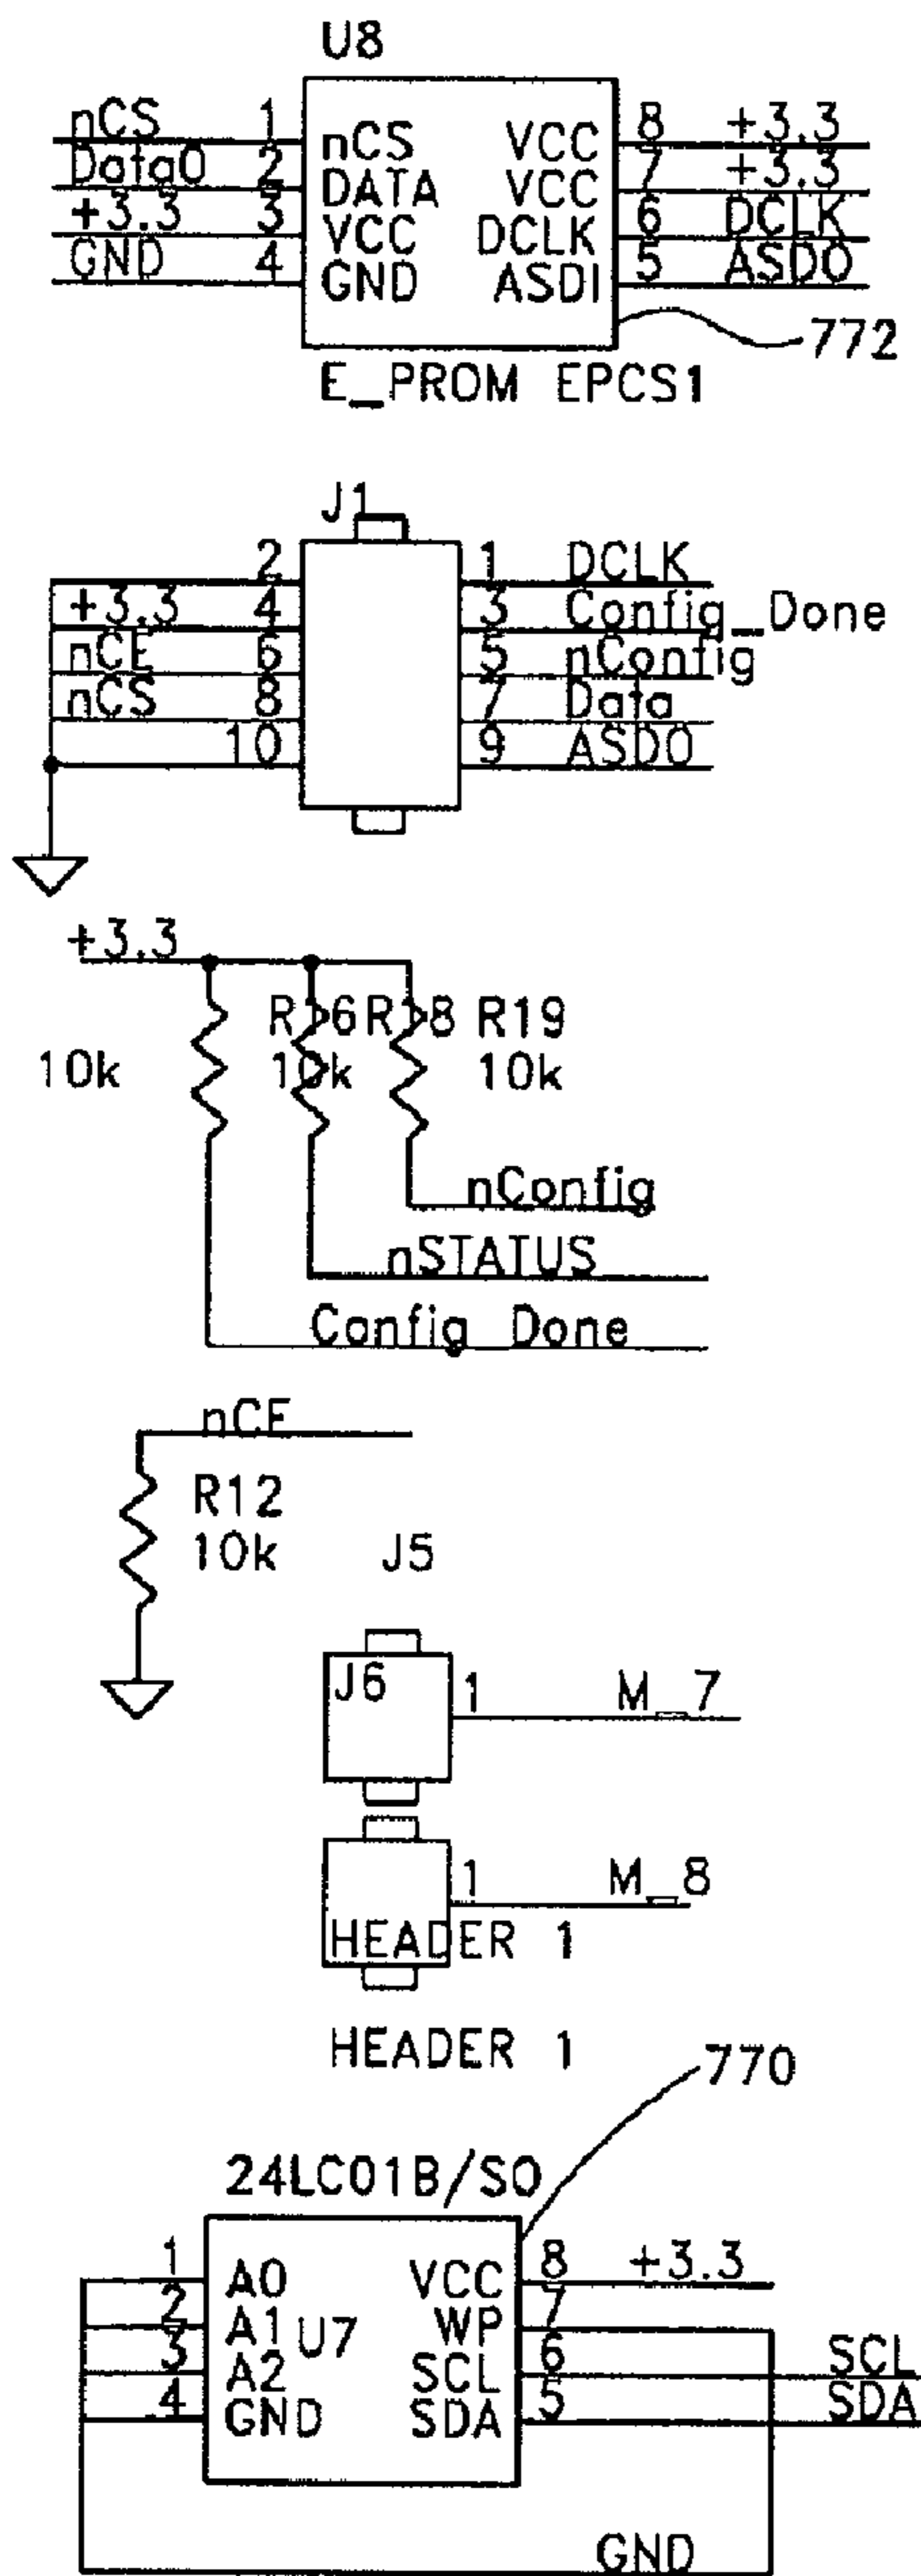 U8
nCS 1 nCS VCC 8 +3.3
Data0 2 DATA VCC 7 +3.3
+3.3 3 VCC DCLK 6 DCLK
GND 4 GND ASDI 5 ASDO
772
E_PROM EPCS1
J1
2 1 DCLK
+3.3 4 3 Config_Done
nCE 6 5 nConfig
nCS 8 7 Data
10 9 ASDO
+3.3
R16 R18 R19
10k 10k 10k
nConfig
nSTATUS
Config_Done
nCE
R12
10k
J5
J6 1 M_7
1 M_8
HEADER 1
HEADER 1
770
24LC01B/SO
1 A0 VCC 8 +3.3
2 A1 U7 WP 7
3 A2 SCL 6 SCL
4 GND SDA 5 SDA
GND